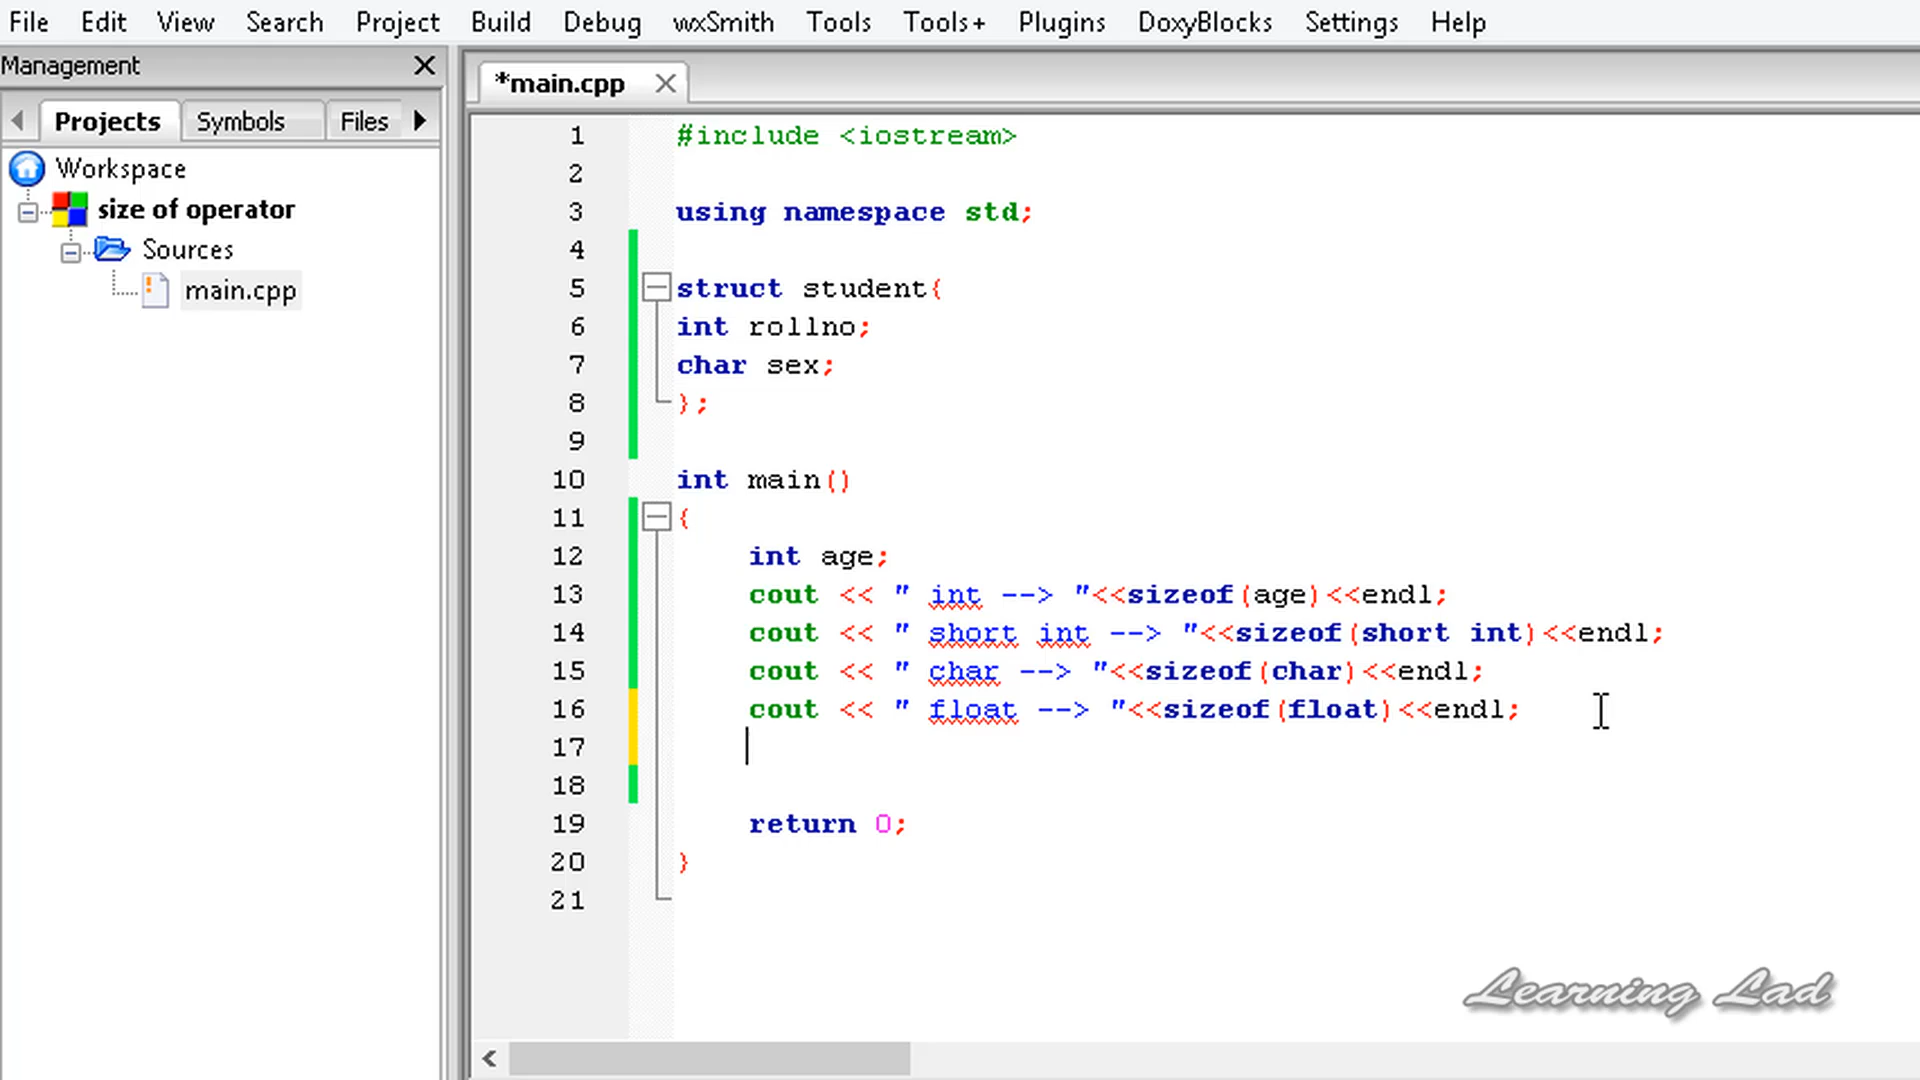 File Edit View Search Project Build Debug wxSmith Tools Tools+ Plugins DoxyBlocks Settings Help
Management
*main.cpp
Projects Symbols Files
Workspace
size of operator
Sources
main.cpp
1 #include <iostream>
2
3 using namespace std;
4
5 struct student{
6 int rollno;
7 char sex;
8 };
9
10 int main()
11 {
12 int age;
13 cout << " int --> "<<sizeof(age)<<endl;
14 cout << " short int --> "<<sizeof(short int)<<endl;
15 cout << " char --> "<<sizeof(char)<<endl;
16 cout << " float --> "<<sizeof(float)<<endl;
17
18
19 return 0;
20 }
21
Learning Lad